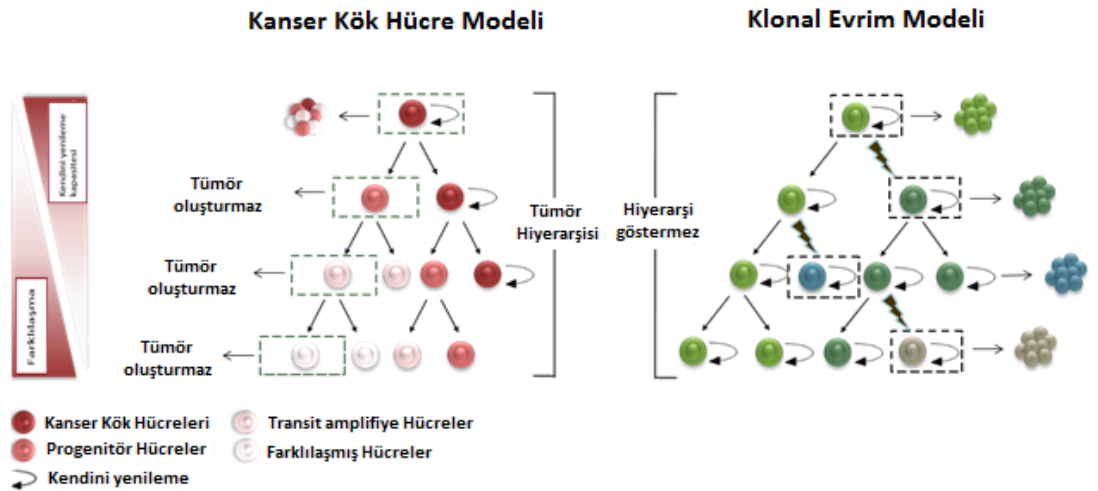 Kanser Kök Hücre Modeli
Klonal Evrim Modeli
Kendini yenileme
kapasitesi
Farklılaşma
Tümör
oluşturmaz
Tümör
oluşturmaz
Tümör
oluşturmaz
Tümör
Hiyerarşisi
Hiyerarşi
göstermez
Kanser Kök Hücreleri
Transit amplifiye Hücreler
Progenitör Hücreler
Farklılaşmış Hücreler
Kendini yenileme